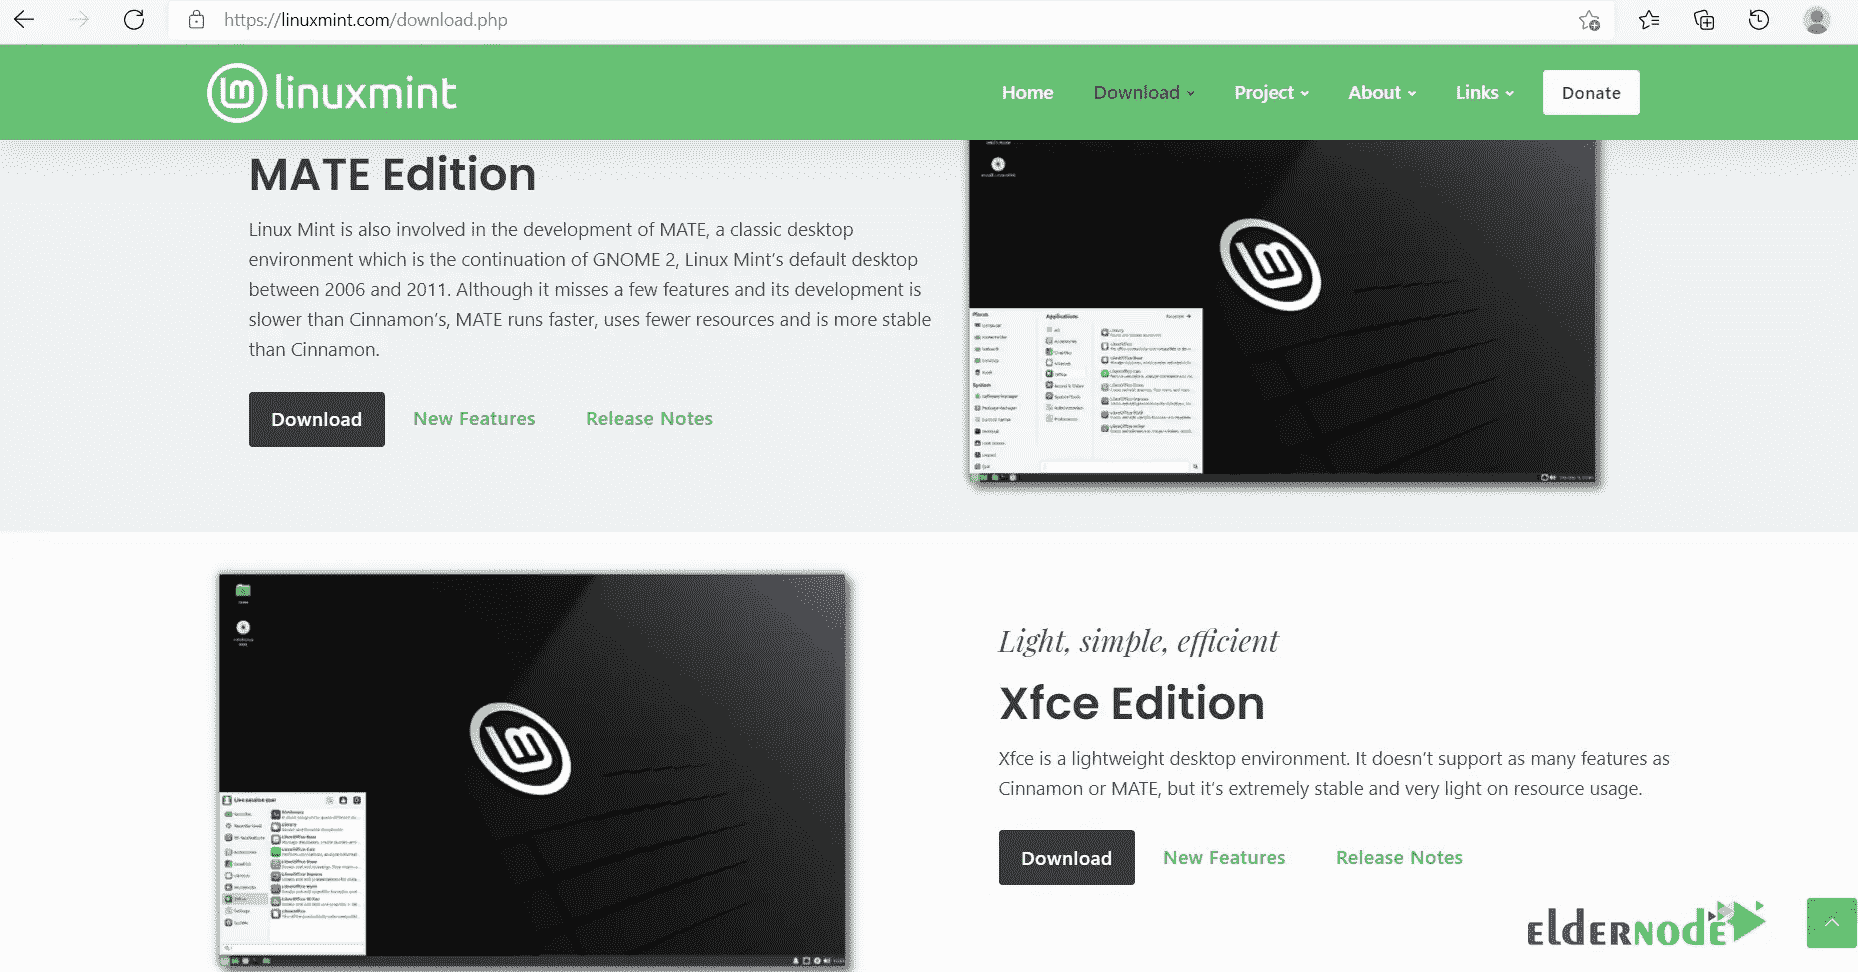 https://linuxmint.com/download.php
linuxmint
Home
Download
Project
About
Links
Donate
MATE Edition
Linux Mint is also involved in the development of MATE, a classic desktop
environment which is the continuation of GNOME 2, Linux Mint’s default desktop
between 2006 and 2011. Although it misses a few features and its development is
slower than Cinnamon’s, MATE runs faster, uses fewer resources and is more stable
than Cinnamon.
Download
New Features
Release Notes
Applications
System
Light, simple, efficient
Xfce Edition
Xfce is a lightweight desktop environment. It doesn’t support as many features as
Cinnamon or MATE, but it’s extremely stable and very light on resource usage.
Download
New Features
Release Notes
elderNODE